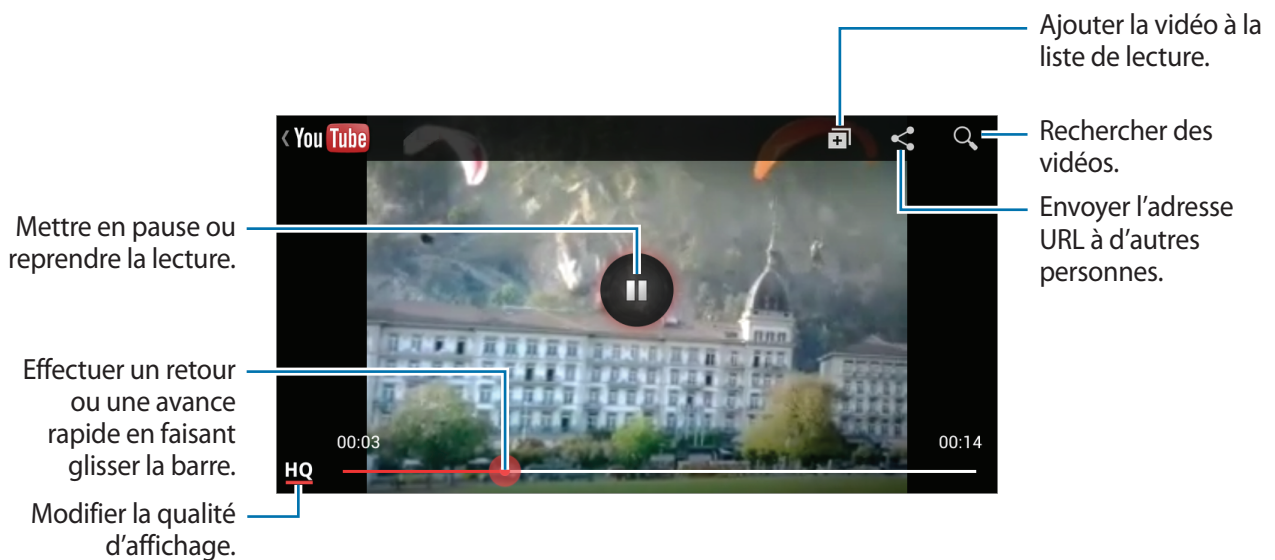 Ajouter la vidéo à la
liste de lecture.
‹ You Tube
Rechercher des
vidéos.
Envoyer l'adresse
URL à d'autres
personnes.
Mettre en pause ou
reprendre la lecture.
Effectuer un retour
ou une avance
rapide en faisant
glisser la barre.
00:03
00:14
HQ
Modifier la qualité
d'affichage.